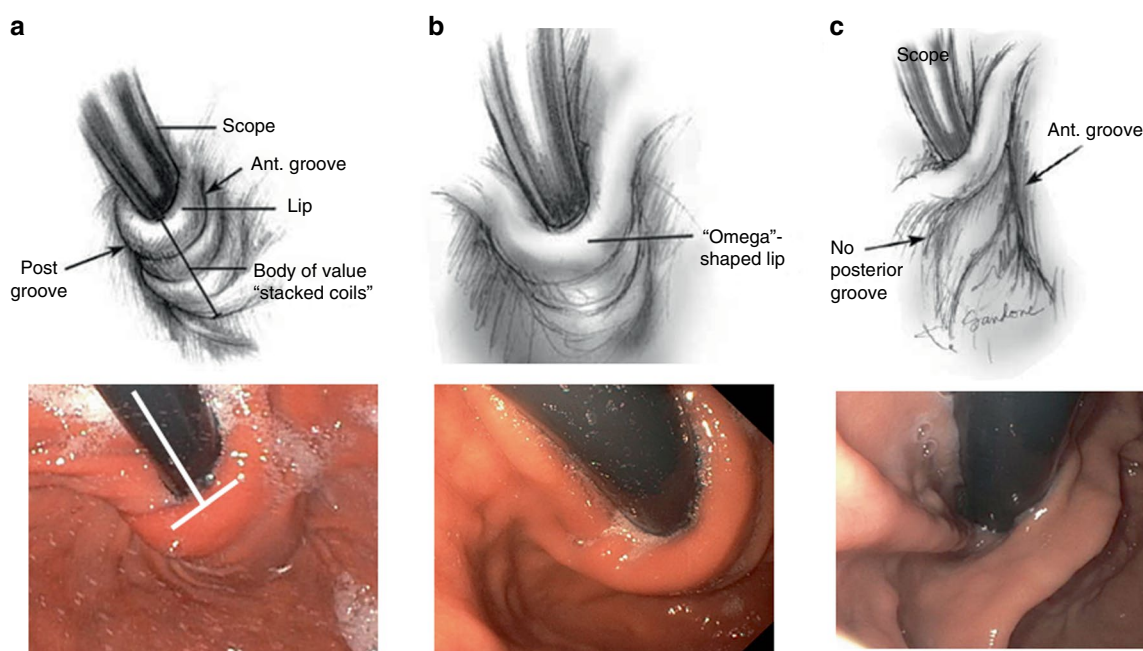 a
Scope
Ant. groove
Lip
Post
groove
Body of value
"stacked coils"
b
"Omega"-
shaped lip
c
Scope
Ant. groove
No
posterior
groove